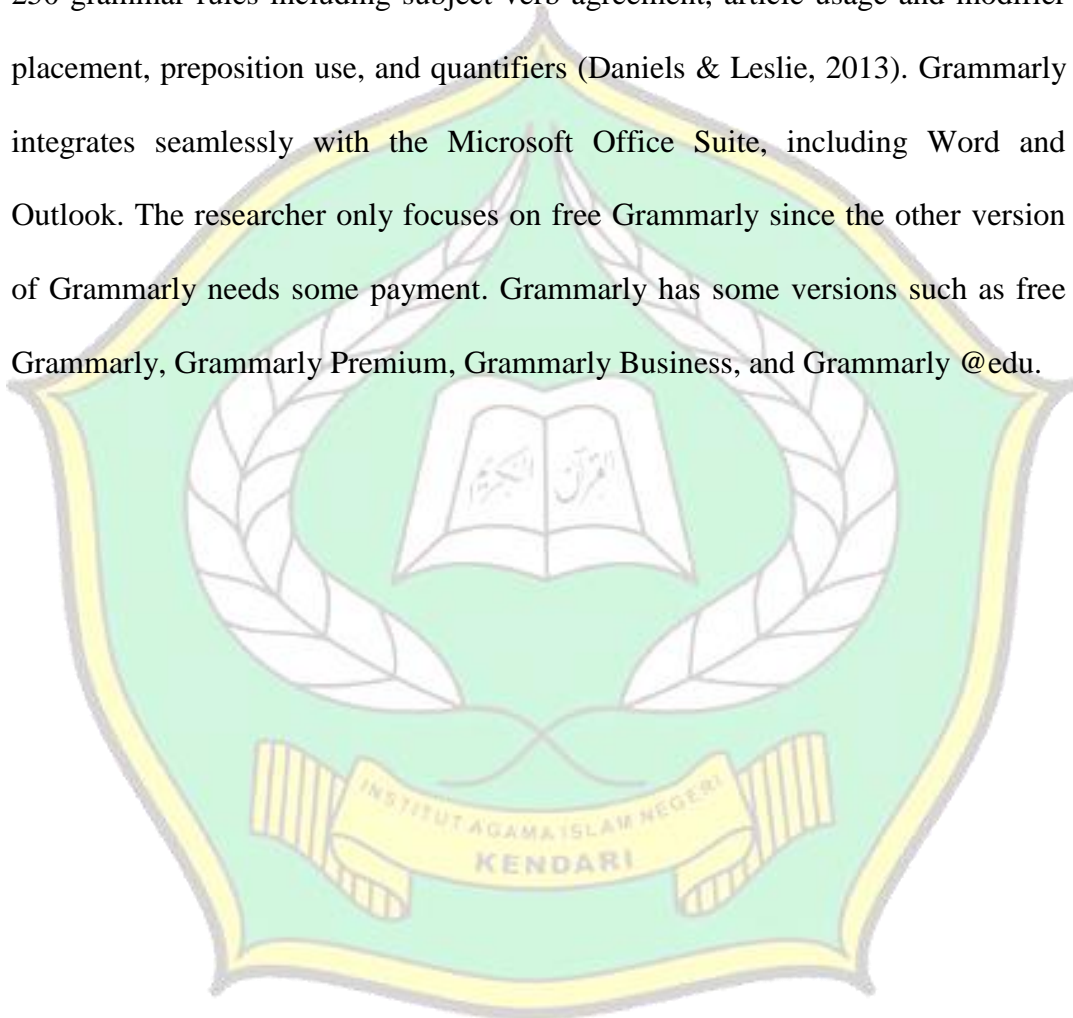 250 grammar rules including subject-verb agreement, article usage and modifier
placement, preposition use, and quantifiers (Daniels & Leslie, 2013). Grammarly
integrates seamlessly with the Microsoft Office Suite, including Word and
Outlook. The researcher only focuses on free Grammarly since the other version
of Grammarly needs some payment. Grammarly has some versions such as free
Grammarly, Grammarly Premium, Grammarly Business, and Grammarly @edu.
القرآن الكريم
INSTITUT AGAMA ISLAM NEGERI
KENDARI